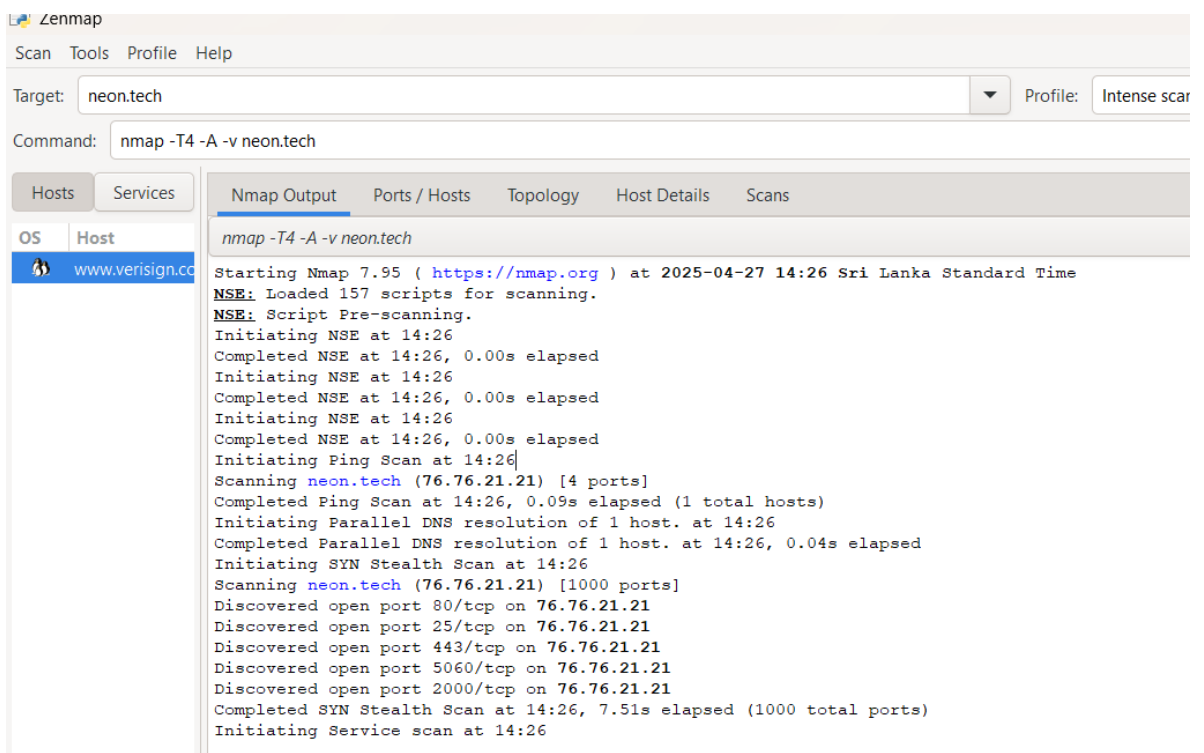 Zenmap
Scan Tools Profile Help
Target: neon.tech Profile: Intense scan
Command: nmap -T4 -A -v neon.tech
Hosts Services Nmap Output Ports / Hosts Topology Host Details Scans
OS Host nmap -T4 -A -v neon.tech
www.verisign.co
Starting Nmap 7.95 ( https://nmap.org ) at 2025-04-27 14:26 Sri Lanka Standard Time
NSE: Loaded 157 scripts for scanning.
NSE: Script Pre-scanning.
Initiating NSE at 14:26
Completed NSE at 14:26, 0.00s elapsed
Initiating NSE at 14:26
Completed NSE at 14:26, 0.00s elapsed
Initiating NSE at 14:26
Completed NSE at 14:26, 0.00s elapsed
Initiating Ping Scan at 14:26
Scanning neon.tech (76.76.21.21) [4 ports]
Completed Ping Scan at 14:26, 0.09s elapsed (1 total hosts)
Initiating Parallel DNS resolution of 1 host. at 14:26
Completed Parallel DNS resolution of 1 host. at 14:26, 0.04s elapsed
Initiating SYN Stealth Scan at 14:26
Scanning neon.tech (76.76.21.21) [1000 ports]
Discovered open port 80/tcp on 76.76.21.21
Discovered open port 25/tcp on 76.76.21.21
Discovered open port 443/tcp on 76.76.21.21
Discovered open port 5060/tcp on 76.76.21.21
Discovered open port 2000/tcp on 76.76.21.21
Completed SYN Stealth Scan at 14:26, 7.51s elapsed (1000 total ports)
Initiating Service scan at 14:26